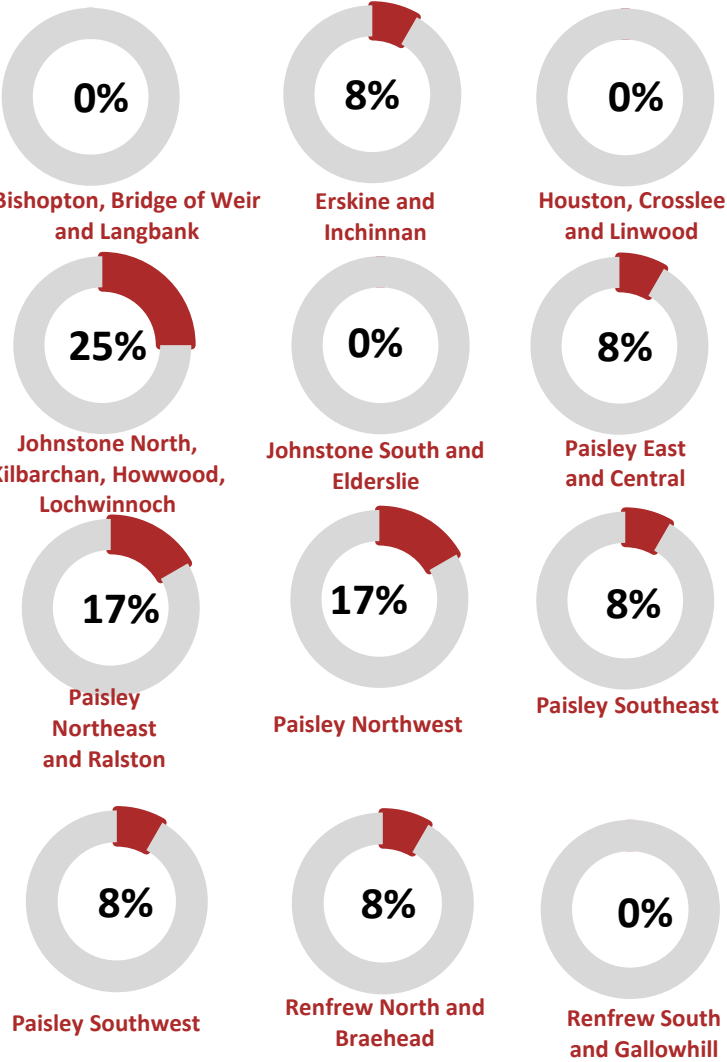 0%
Bishopton, Bridge of Weir
and Langbank
8%
Erskine and
Inchinnan
0%
Houston, Crosslee
and Linwood
25%
Johnstone North,
Kilbarchan, Howwood,
Lochwinnoch
0%
Johnstone South and
Elderslie
8%
Paisley East
and Central
17%
Paisley
Northeast
and Ralston
17%
Paisley Northwest
8%
Paisley Southeast
8%
Paisley Southwest
8%
Renfrew North and
Braehead
0%
Renfrew South
and Gallowhill